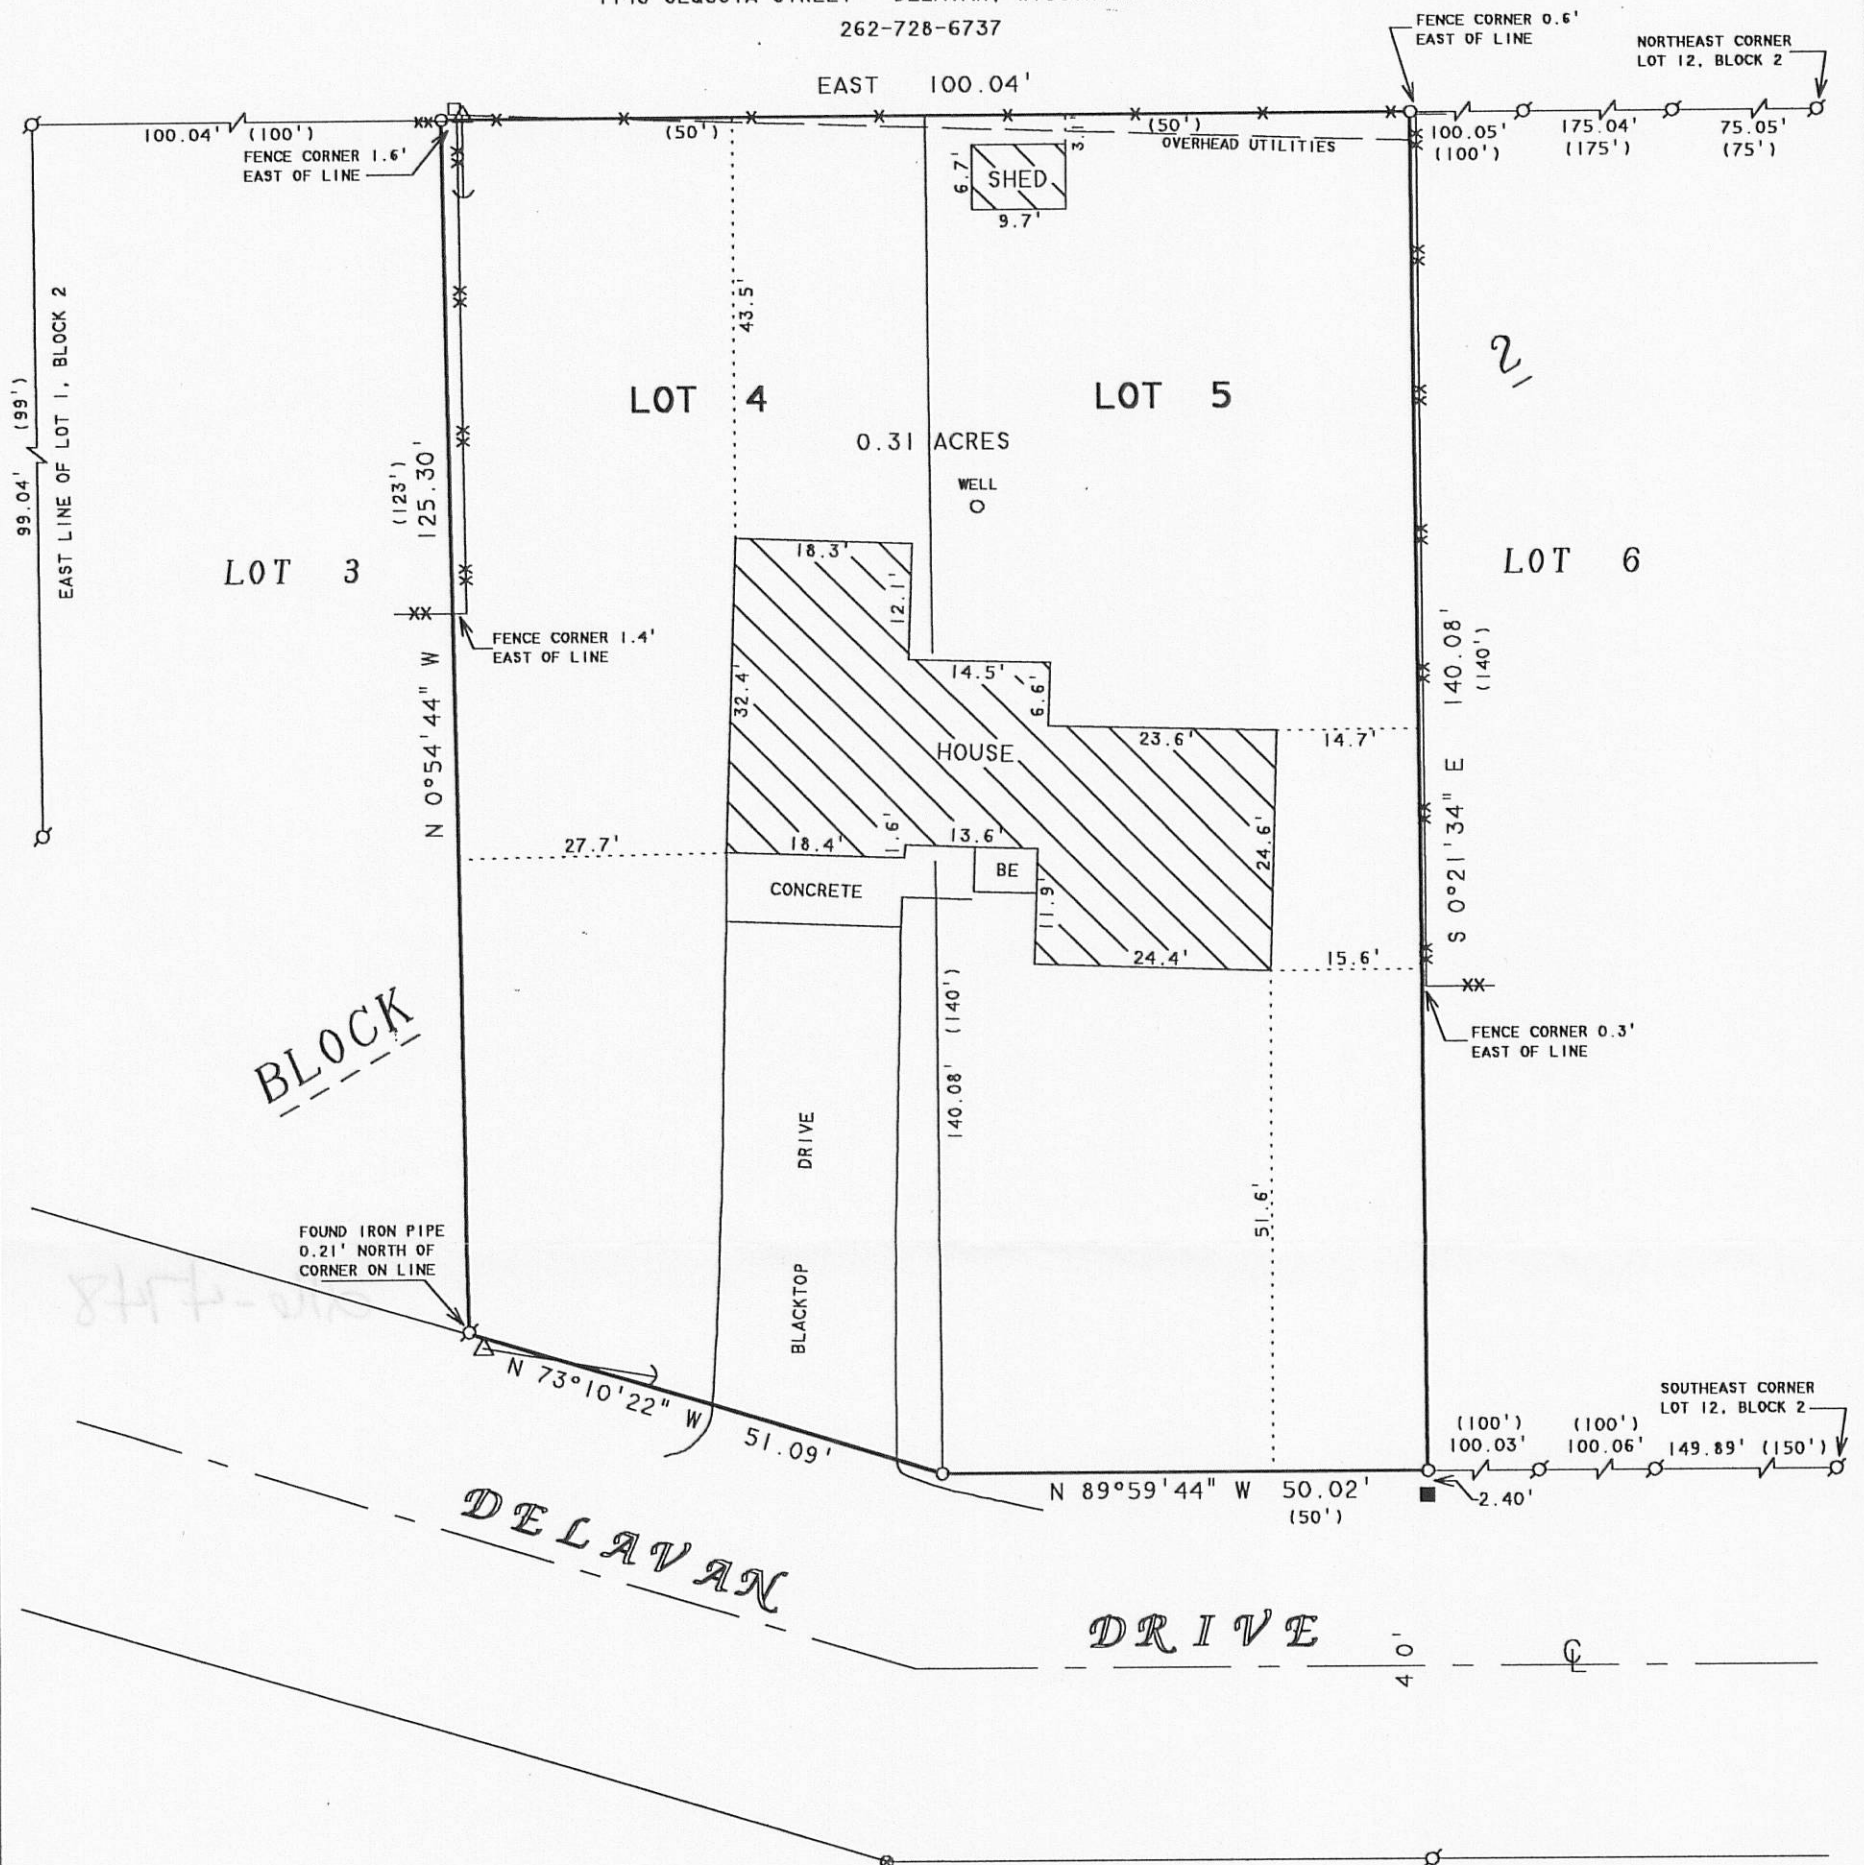 262-728-6737
FENCE CORNER 0.6'
EAST OF LINE
NORTHEAST CORNER
LOT 12, BLOCK 2
EAST 100.04'
100.04' (100')
(50')
(50')
OVERHEAD UTILITIES
100.05'
(100')
175.04'
(175')
75.05'
(75')
FENCE CORNER 1.6'
EAST OF LINE
SHED
6.7'
9.7'
3.
99.04' (99')
EAST LINE OF LOT 1, BLOCK 2
43.5'
LOT 4
LOT 5
2
0.31 ACRES
WELL
(123')
125.30'
N 0°54'44" W
LOT 3
LOT 6
18.3'
12.1'
FENCE CORNER 1.4'
EAST OF LINE
32.4'
14.5'
6.6'
HOUSE
23.6'
14.7'
140.08'
(140')
S 0°21'34" E
27.7'
18.4'
1.6'
13.6'
24.6'
BE
CONCRETE
11.9'
24.4'
15.6'
BLOCK
140.08' (140')
FENCE CORNER 0.3'
EAST OF LINE
BLACKTOP DRIVE
51.6'
FOUND IRON PIPE
0.21' NORTH OF
CORNER ON LINE
N 73°10'22" W 51.09'
SOUTHEAST CORNER
LOT 12, BLOCK 2
(100')
100.03'
(100')
100.06'
149.89' (150')
N 89°59'44" W 50.02'
(50')
2.40'
DELAVAN DRIVE
40'